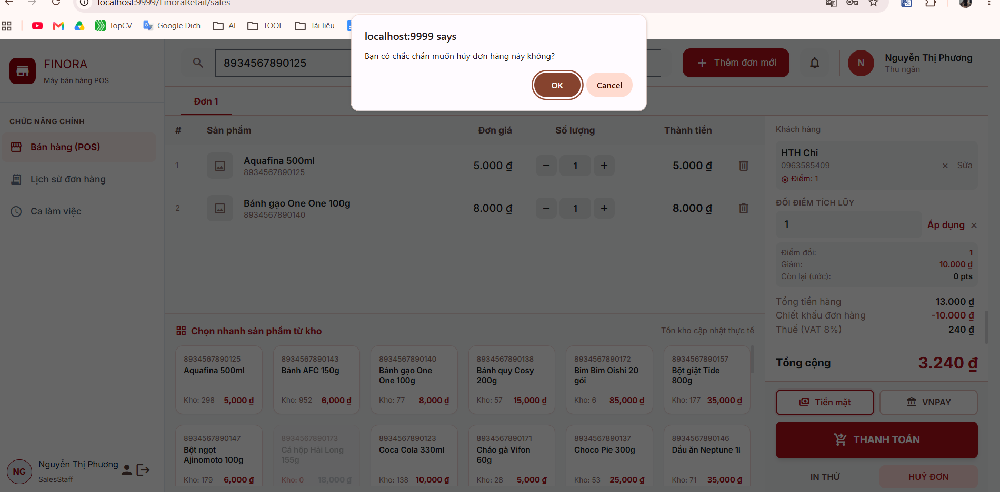 localhost:9999/FinoraRetail/sales
TopCV
Google Dịch
AI
TOOL
Tài liệu
localhost:9999 says
Bạn có chắc chắn muốn hủy đơn hàng này không?
OK
Cancel
FINORA
Máy bán hàng POS
8934567890125
Thêm đơn mới
N
Nguyễn Thị Phương
Thu ngân
CHỨC NĂNG CHÍNH
Bán hàng (POS)
Lịch sử đơn hàng
Ca làm việc
Đơn 1
# Sản phẩm Đơn giá Số lượng Thành tiền
1 Aquafina 500ml 5.000 ₫ − 1 + 5.000 ₫
8934567890125
2 Bánh gạo One One 100g 8.000 ₫ − 1 + 8.000 ₫
8934567890140
Khách hàng
HTH Chi
0963585409 × Sửa
Điểm: 1
ĐỔI ĐIỂM TÍCH LŨY
1 Áp dụng ×
Điểm đổi: 1
Giảm: 10.000 ₫
Còn lại (ước): 0 pts
Tổng tiền hàng 13.000 ₫
Chiết khấu đơn hàng -10.000 ₫
Thuế (VAT 8%) 240 ₫
Tổng cộng 3.240 ₫
Tiền mặt
VNPAY
THANH TOÁN
IN THỬ
HUỶ ĐƠN
Chọn nhanh sản phẩm từ kho
Tồn kho cập nhật thực tế
8934567890125
Aquafina 500ml
Kho: 298 5,000 ₫
8934567890143
Bánh AFC 150g
Kho: 952 6,000 ₫
8934567890140
Bánh gạo One
One 100g
Kho: 77 8,000 ₫
8934567890138
Bánh quy Cosy
200g
Kho: 57 15,000 ₫
8934567890172
Bim Bim Oishi 20
gói
Kho: 6 85,000 ₫
8934567890157
Bột giặt Tide
800g
Kho: 177 35,000 ₫
8934567890147
Bột ngọt
Ajinomoto 100g
Kho: 179 6,000 ₫
8934567890173
Cá hộp Hải Long
155g
Kho: 0 18,000 ₫
8934567890123
Coca Cola 330ml
Kho: 138 10,000 ₫
8934567890171
Cháo gà Vifon
60g
Kho: 28 5,000 ₫
8934567890137
Choco Pie 300g
Kho: 53 25,000 ₫
8934567890146
Dầu ăn Neptune 1l
Kho: 71 35,000 ₫
NG
Nguyễn Thị Phương
SalesStaff